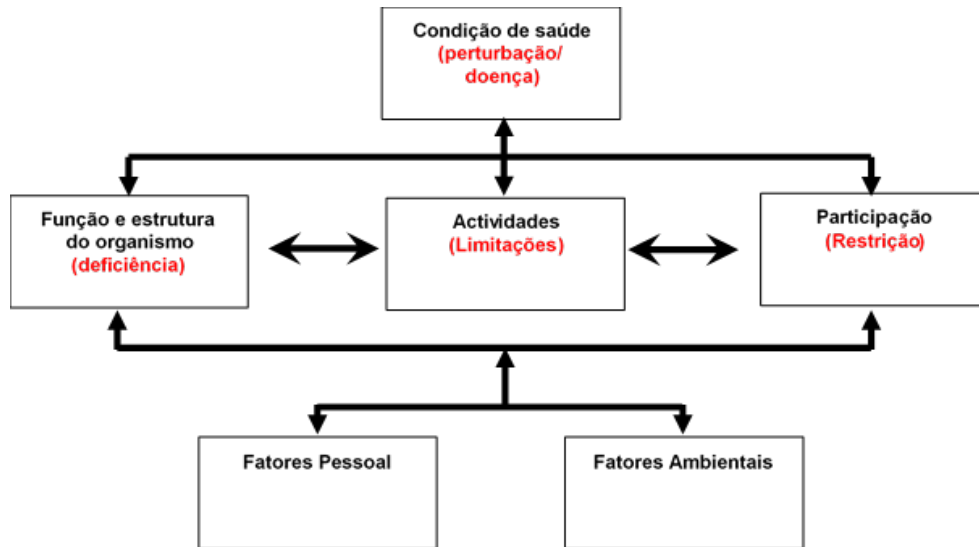 Condição de saúde
(perturbação/
doença)
Função e estrutura
do organismo
(deficiência)
Actividades
(Limitações)
Participação
(Restrição)
Fatores Pessoal
Fatores Ambientais